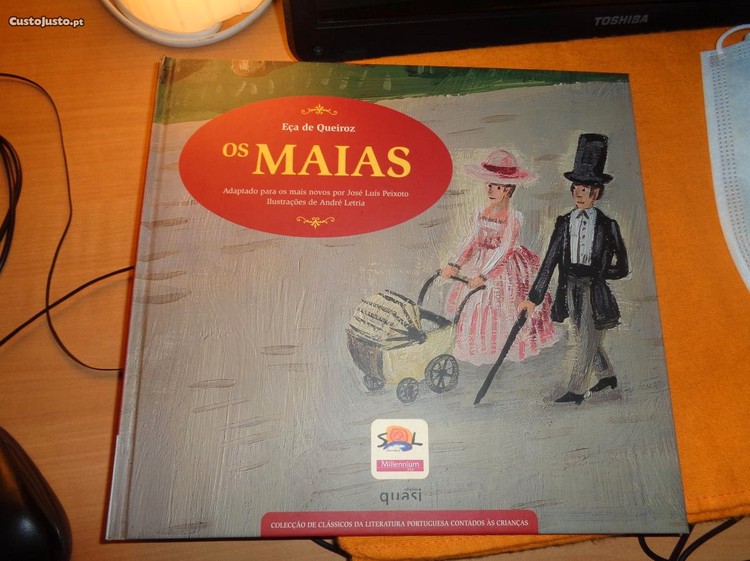 CustoJusto.pt
TOSHIBA
Eça de Queiroz
OS MAIAS
Adaptado para os mais novos por José Luís Peixoto
Ilustrações de André Letria
SOL
Millennium
bcp
quasi
COLECÇÃO DE CLÁSSICOS DA LITERATURA PORTUGUESA CONTADOS ÀS CRIANÇAS